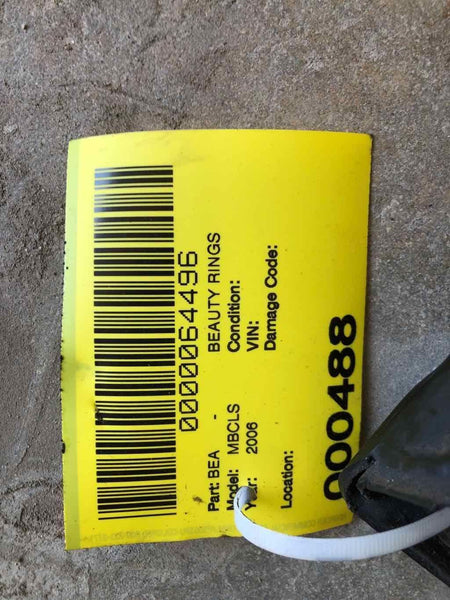 0000064496
Part: BEA - BEAUTY RINGS
Model: MBCLS Condition:
Year: 2006 VIN:
Damage Code:
Location:
000488